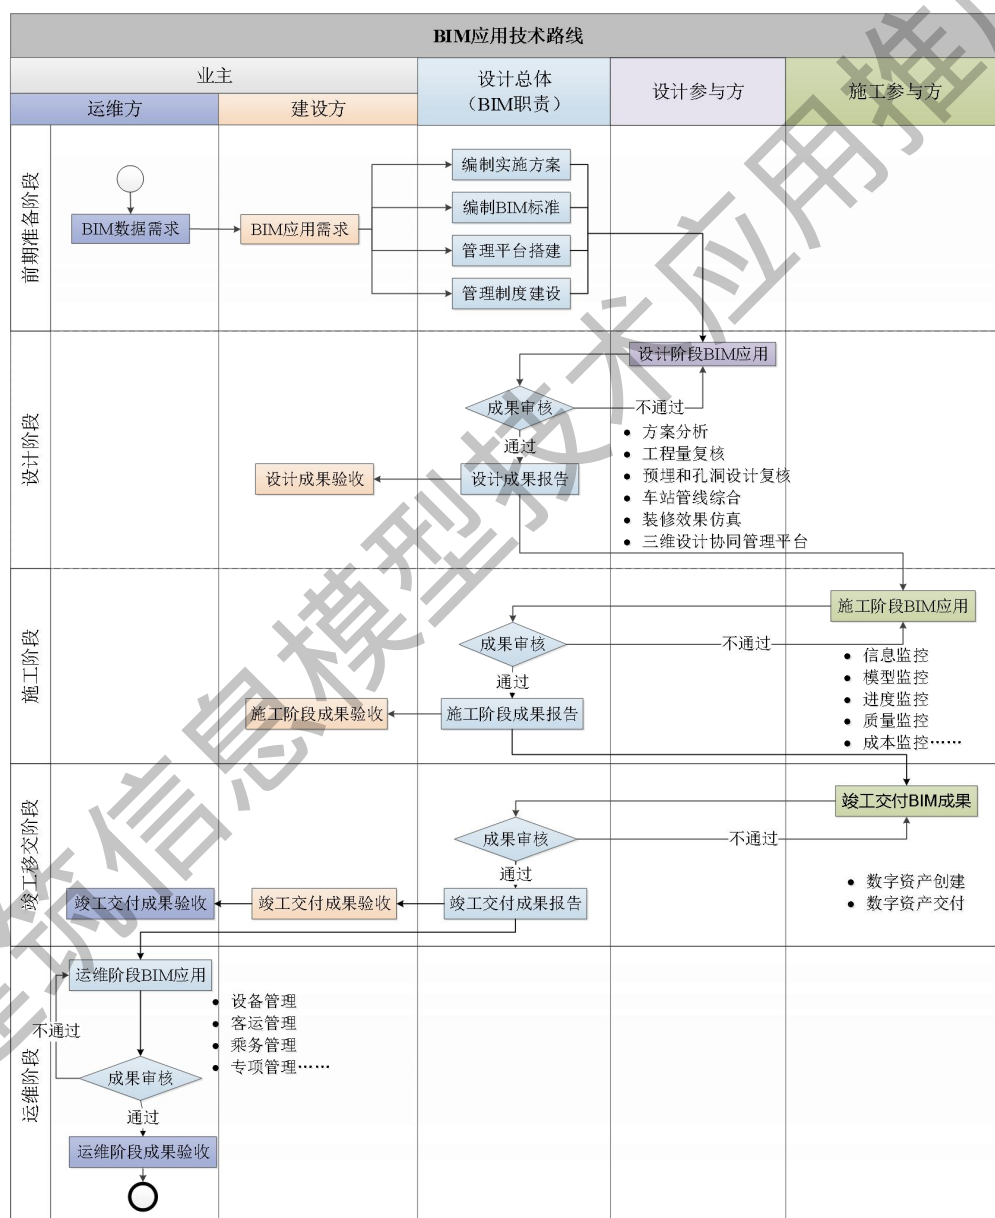 BIM应用技术路线
业主
设计总体
（BIM职责）
设计参与方
施工参与方
运维方
建设方
前期准备阶段
BIM数据需求
BIM应用需求
编制实施方案
编制BIM标准
管理平台搭建
管理制度建设
设计阶段
设计阶段BIM应用
成果审核
不通过
通过
设计成果验收
设计成果报告
方案分析
工程量复核
预埋和孔洞设计复核
车站管线综合
装修效果仿真
三维设计协同管理平台
施工阶段
施工阶段BIM应用
成果审核
不通过
通过
施工阶段成果验收
施工阶段成果报告
信息监控
模型监控
进度监控
质量监控
成本监控……
竣工移交阶段
竣工交付BIM成果
成果审核
不通过
通过
竣工交付成果验收
竣工交付成果验收
竣工交付成果报告
数字资产创建
数字资产交付
运维阶段
运维阶段BIM应用
设备管理
客运管理
乘务管理
专项管理……
不通过
成果审核
通过
运维阶段成果验收
筑信息模型技术应用推